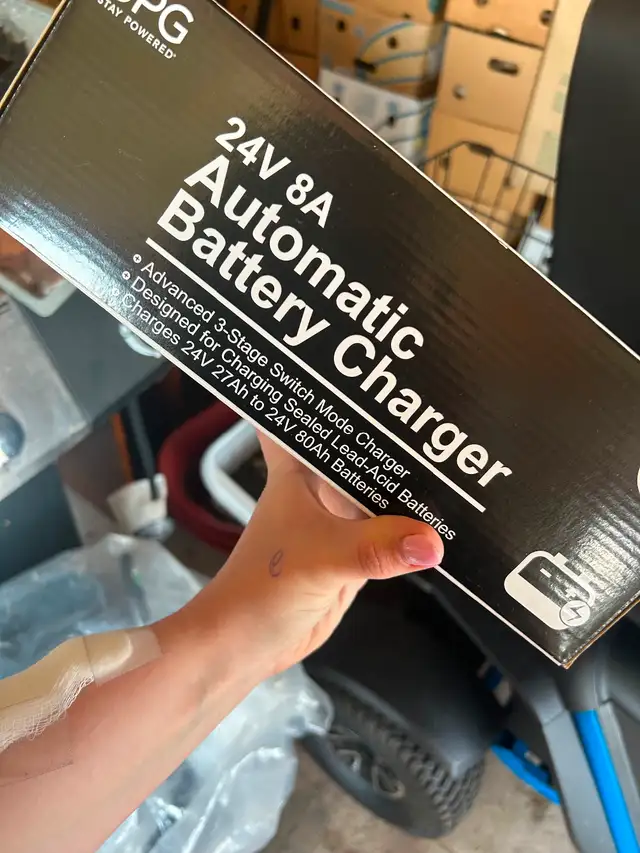 STAY POWERED
24V 8A
Automatic
Battery Charger
Advanced 3-Stage Switch Mode Charger
Designed for Charging Sealed Lead-Acid Batteries
Charges 24V 27Ah to 24V 80Ah Batteries